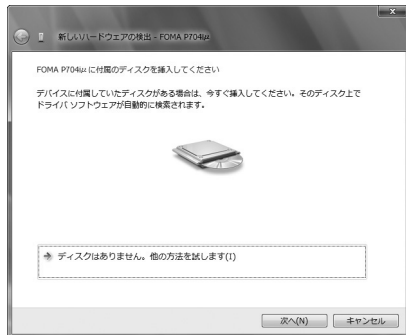 新しいハードウェアの検出 - FOMA P704iμ
FOMA P704iμ に付属のディスクを挿入してください
デバイスに付属していたディスクがある場合は、今すぐ挿入してください。そのディスク上で
ドライバ ソフトウェアが自動的に検索されます。
ディスクはありません。他の方法を試します(I)
次へ(N) キャンセル